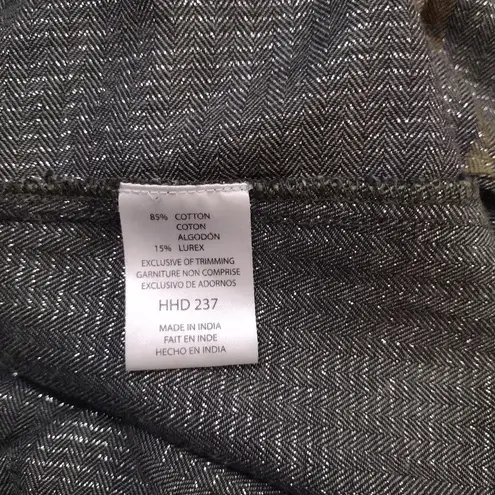 85% COTTON
COTON
ALGODÓN
15% LUREX
EXCLUSIVE OF TRIMMING
GARNITURE NON COMPRISE
EXCLUSIVO DE ADORNOS
HHD 237
MADE IN INDIA
FAIT EN INDE
HECHO EN INDIA